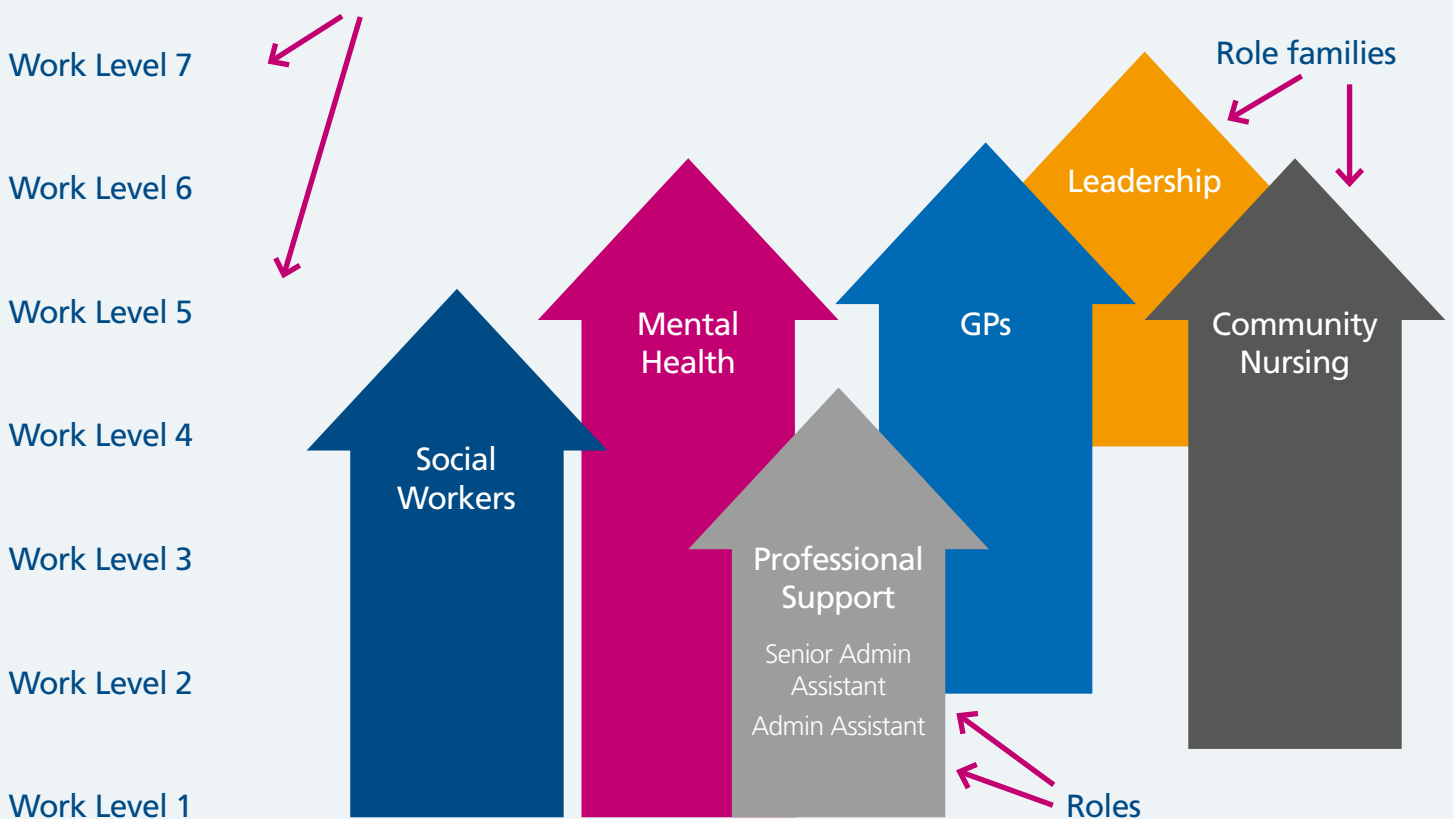 Work Level 7
Role families
Work Level 6
Leadership
Work Level 5
Mental
Health
GPs
Community
Nursing
Work Level 4
Social
Workers
Work Level 3
Professional
Support
Work Level 2
Senior Admin
Assistant
Admin Assistant
Work Level 1
Roles